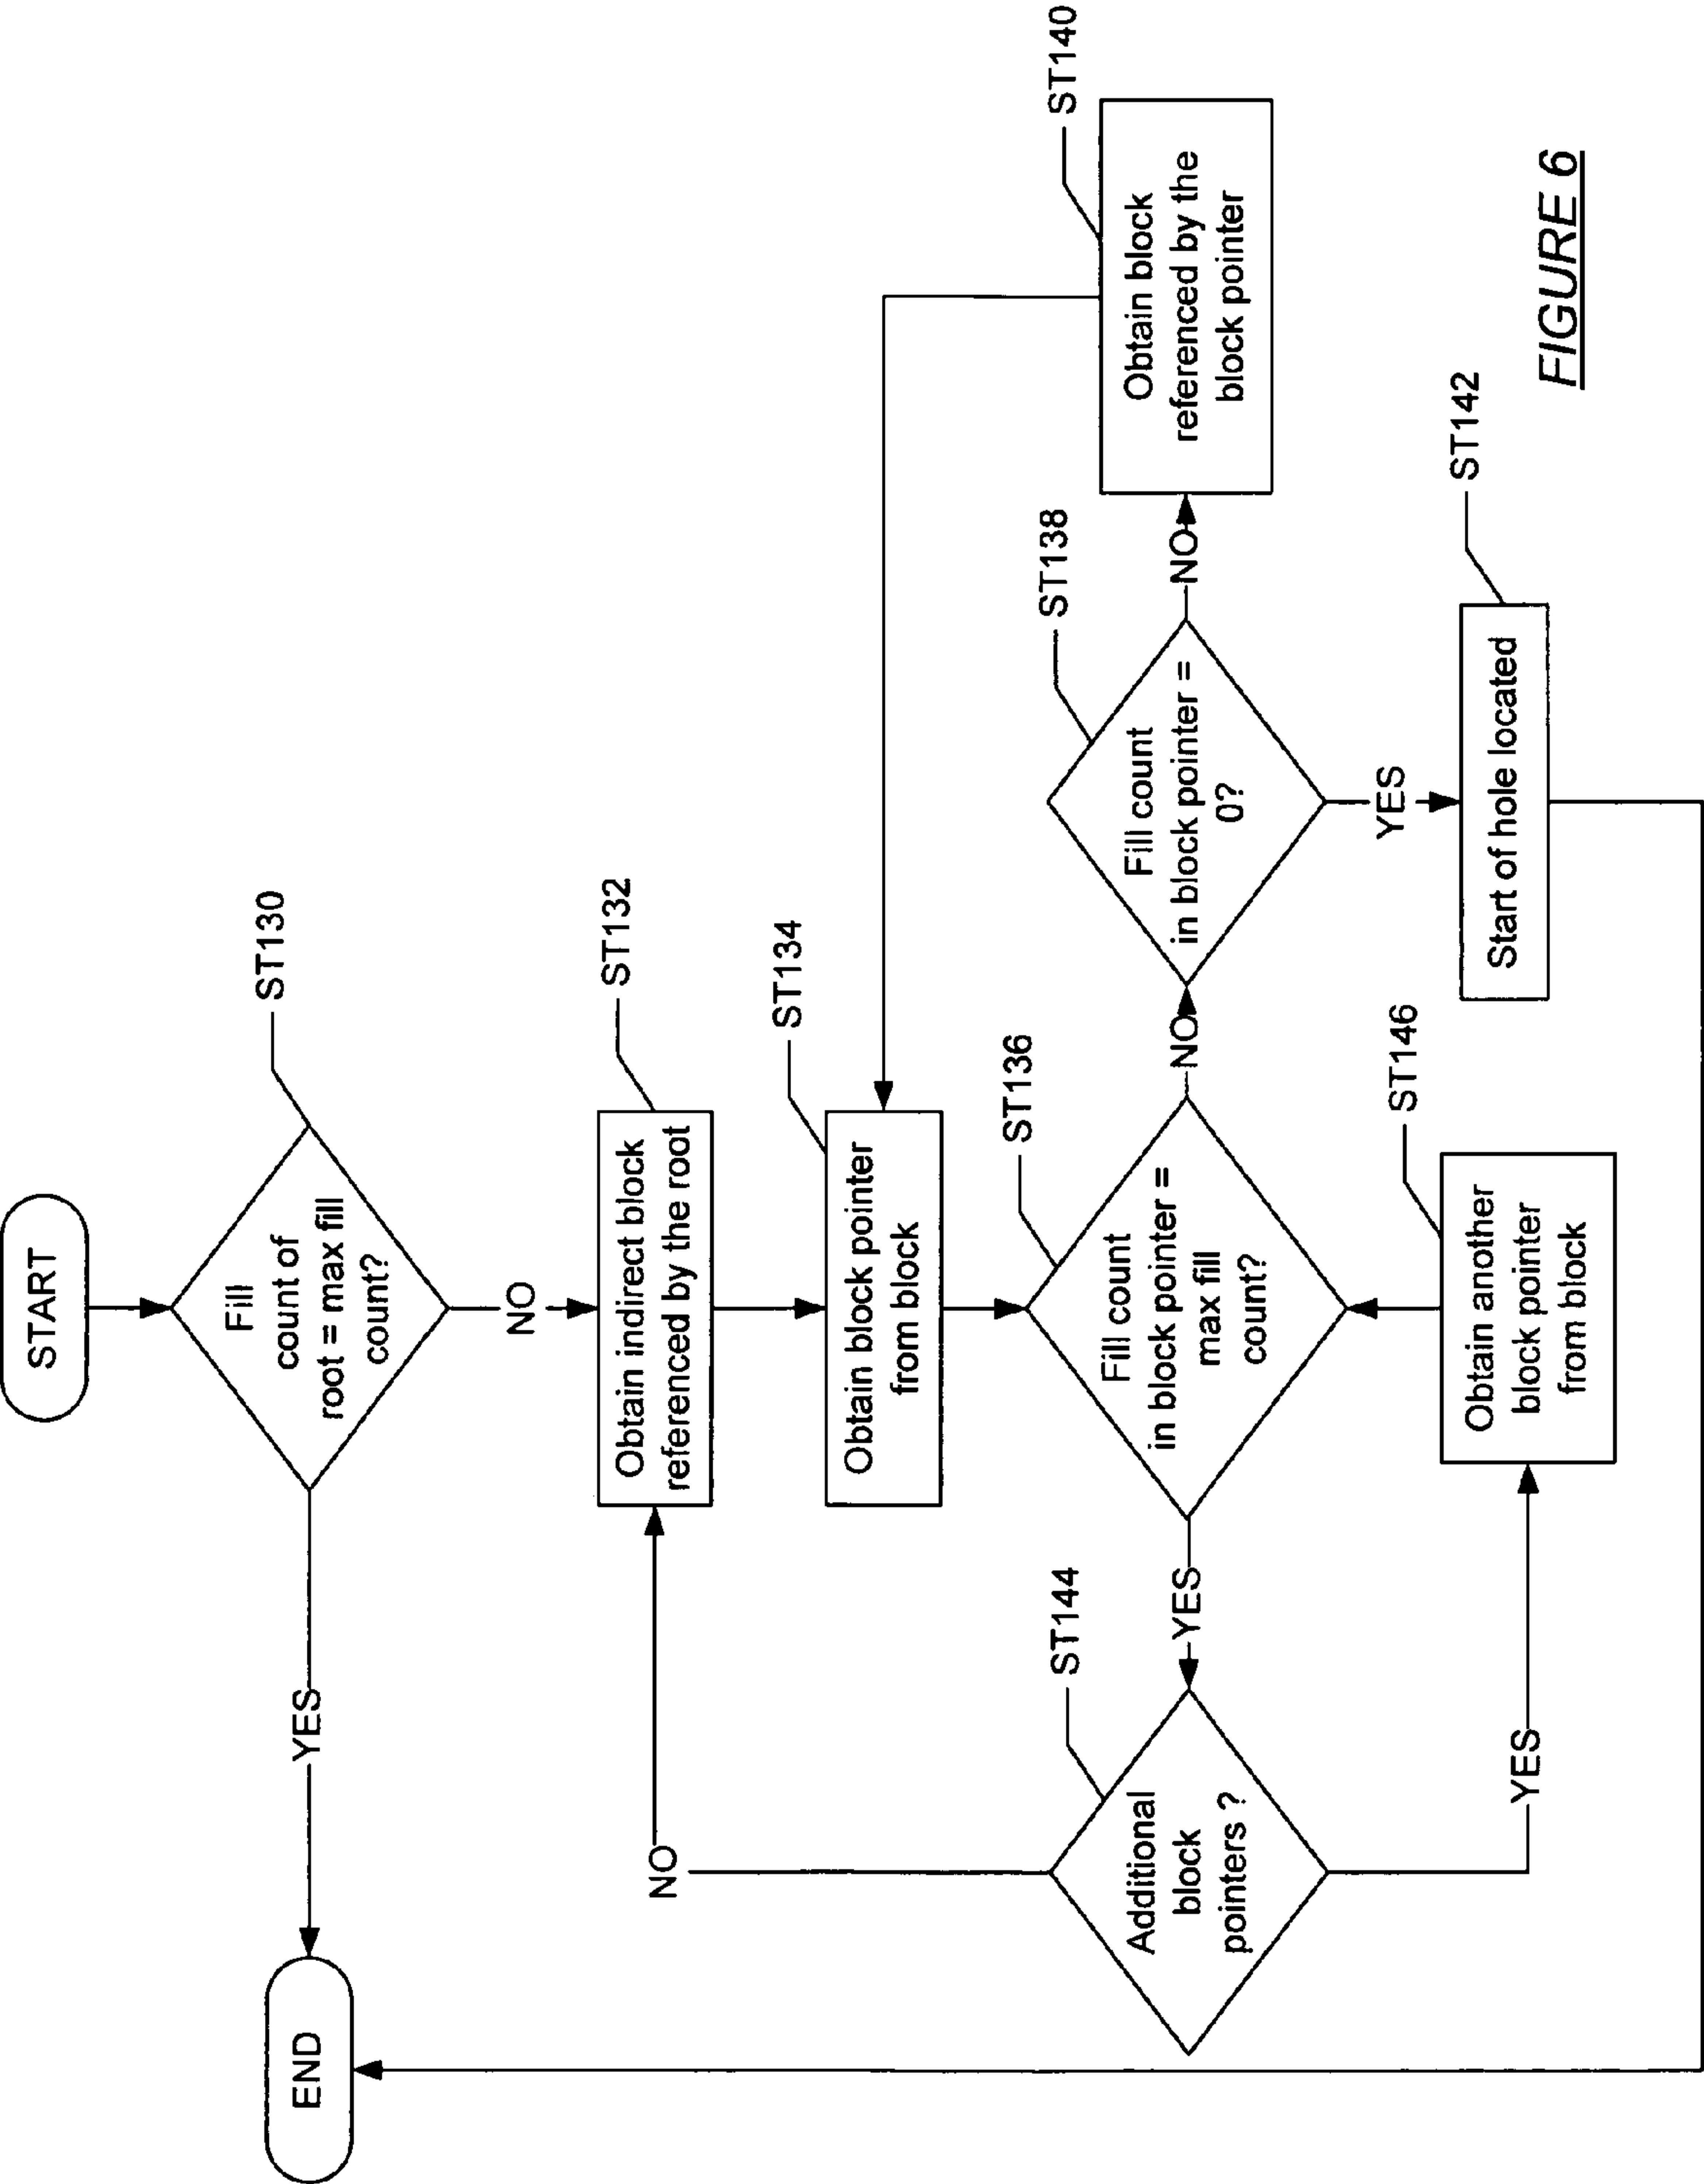 START
Fill
count of
root = max fill
count?
ST130
YES
END
NO
Obtain indirect block
referenced by the root
ST132
Obtain block pointer
from block
ST134
Fill count
in block pointer =
max fill
count?
ST136
NO
Fill count
in block pointer =
0?
ST138
NO
Obtain block
referenced by the
block pointer
ST140
YES
Start of hole located
ST142
YES
Additional
block
pointers ?
ST144
NO
YES
Obtain another
block pointer
from block
ST146
FIGURE 6